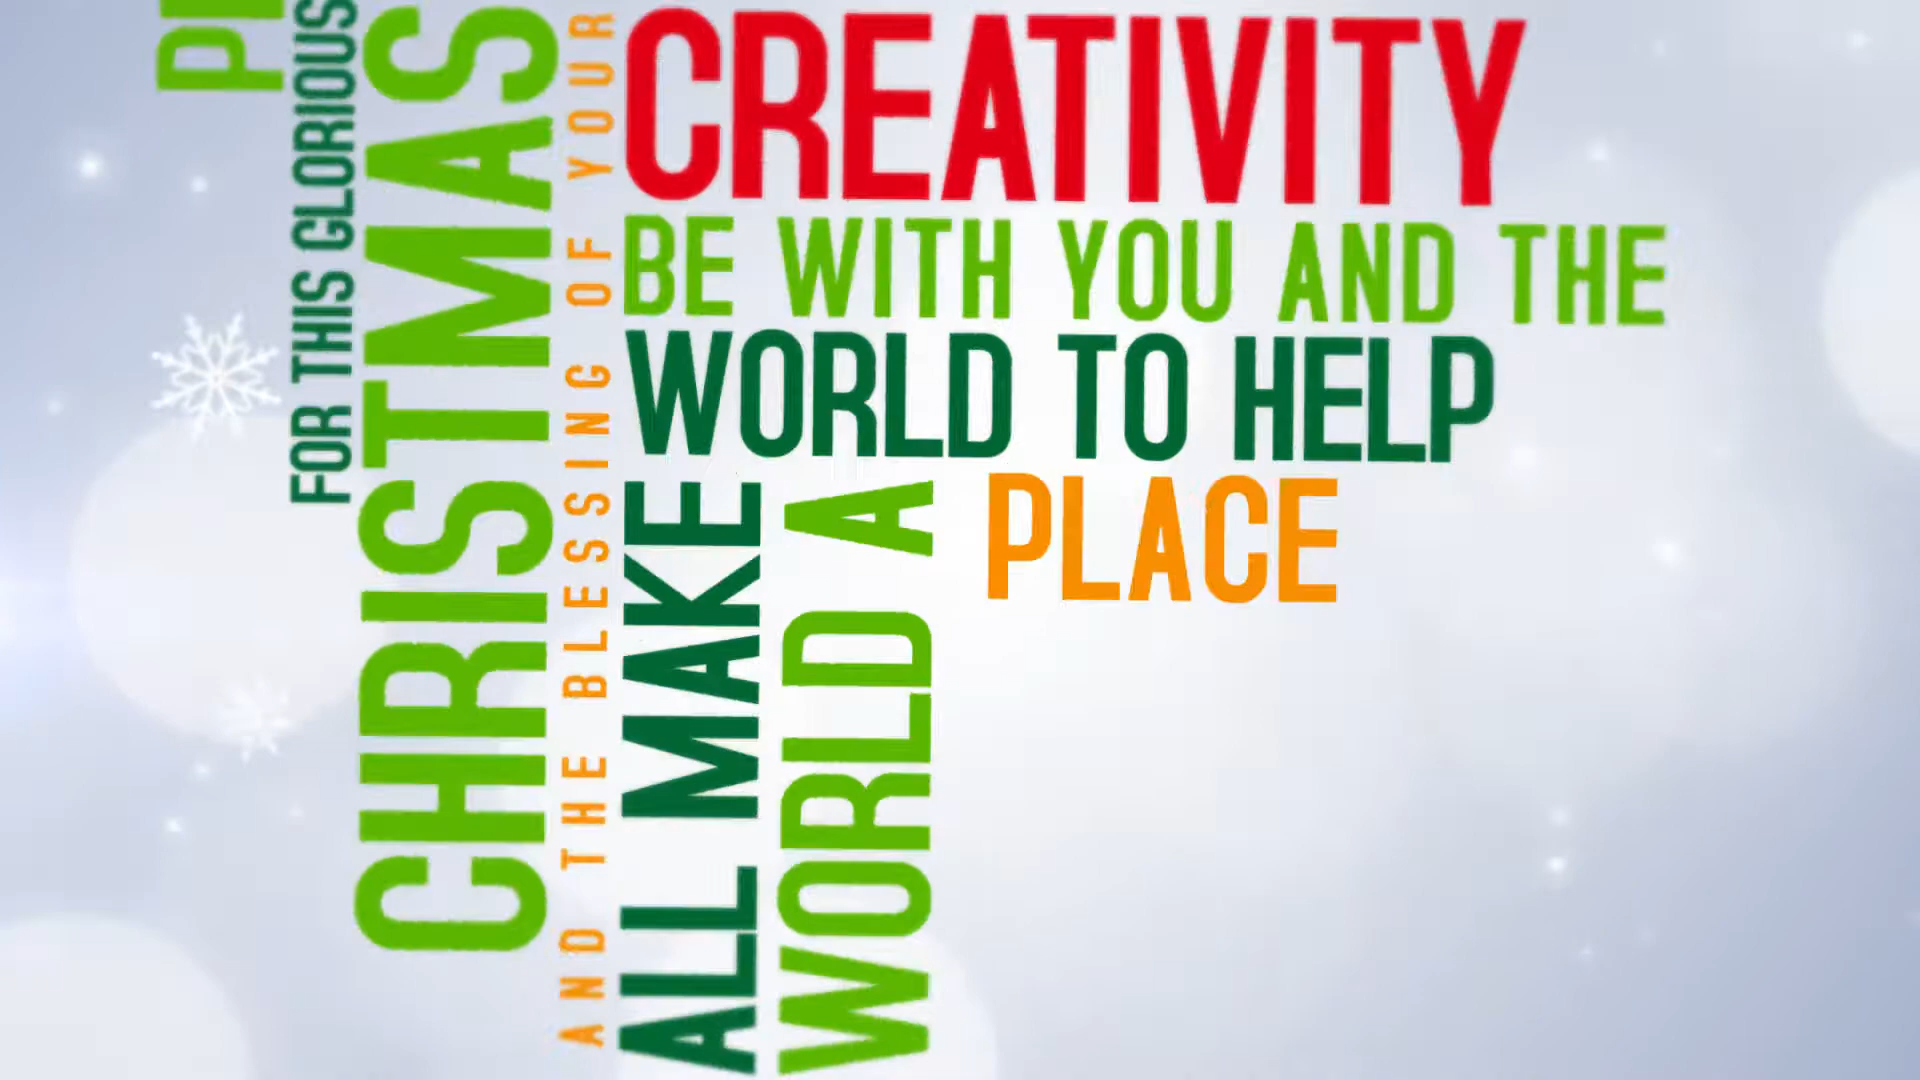 FOR THIS GLORIOUS
CHRISTMAS
AND THE BLESSING OF YOUR
CREATIVITY
BE WITH YOU AND THE
WORLD TO HELP
ALL MAKE
WORLD A
PLACE